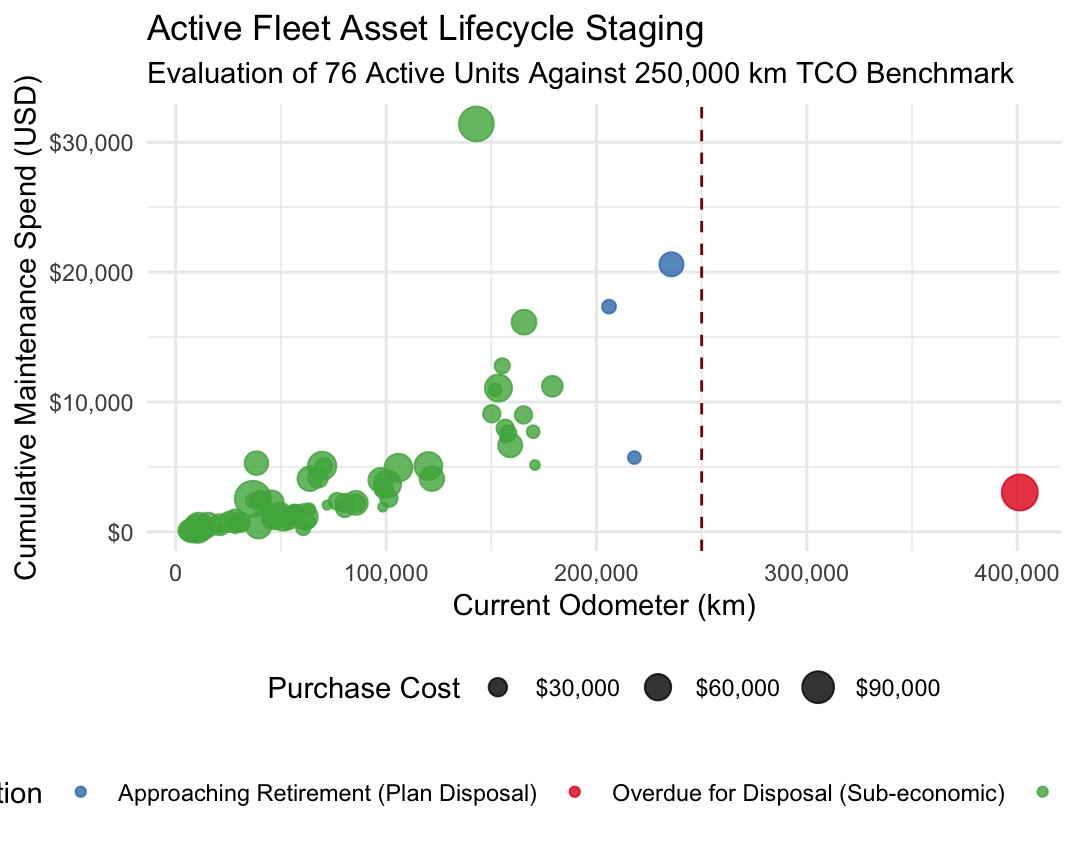 Active Fleet Asset Lifecycle Staging
Evaluation of 76 Active Units Against 250,000 km TCO Benchmark
Cumulative Maintenance Spend (USD)
$30,000
$20,000
$10,000
$0
0 100,000 200,000 300,000 400,000
Current Odometer (km)
Purchase Cost $30,000 $60,000 $90,000
tion Approaching Retirement (Plan Disposal) Overdue for Disposal (Sub-economic)